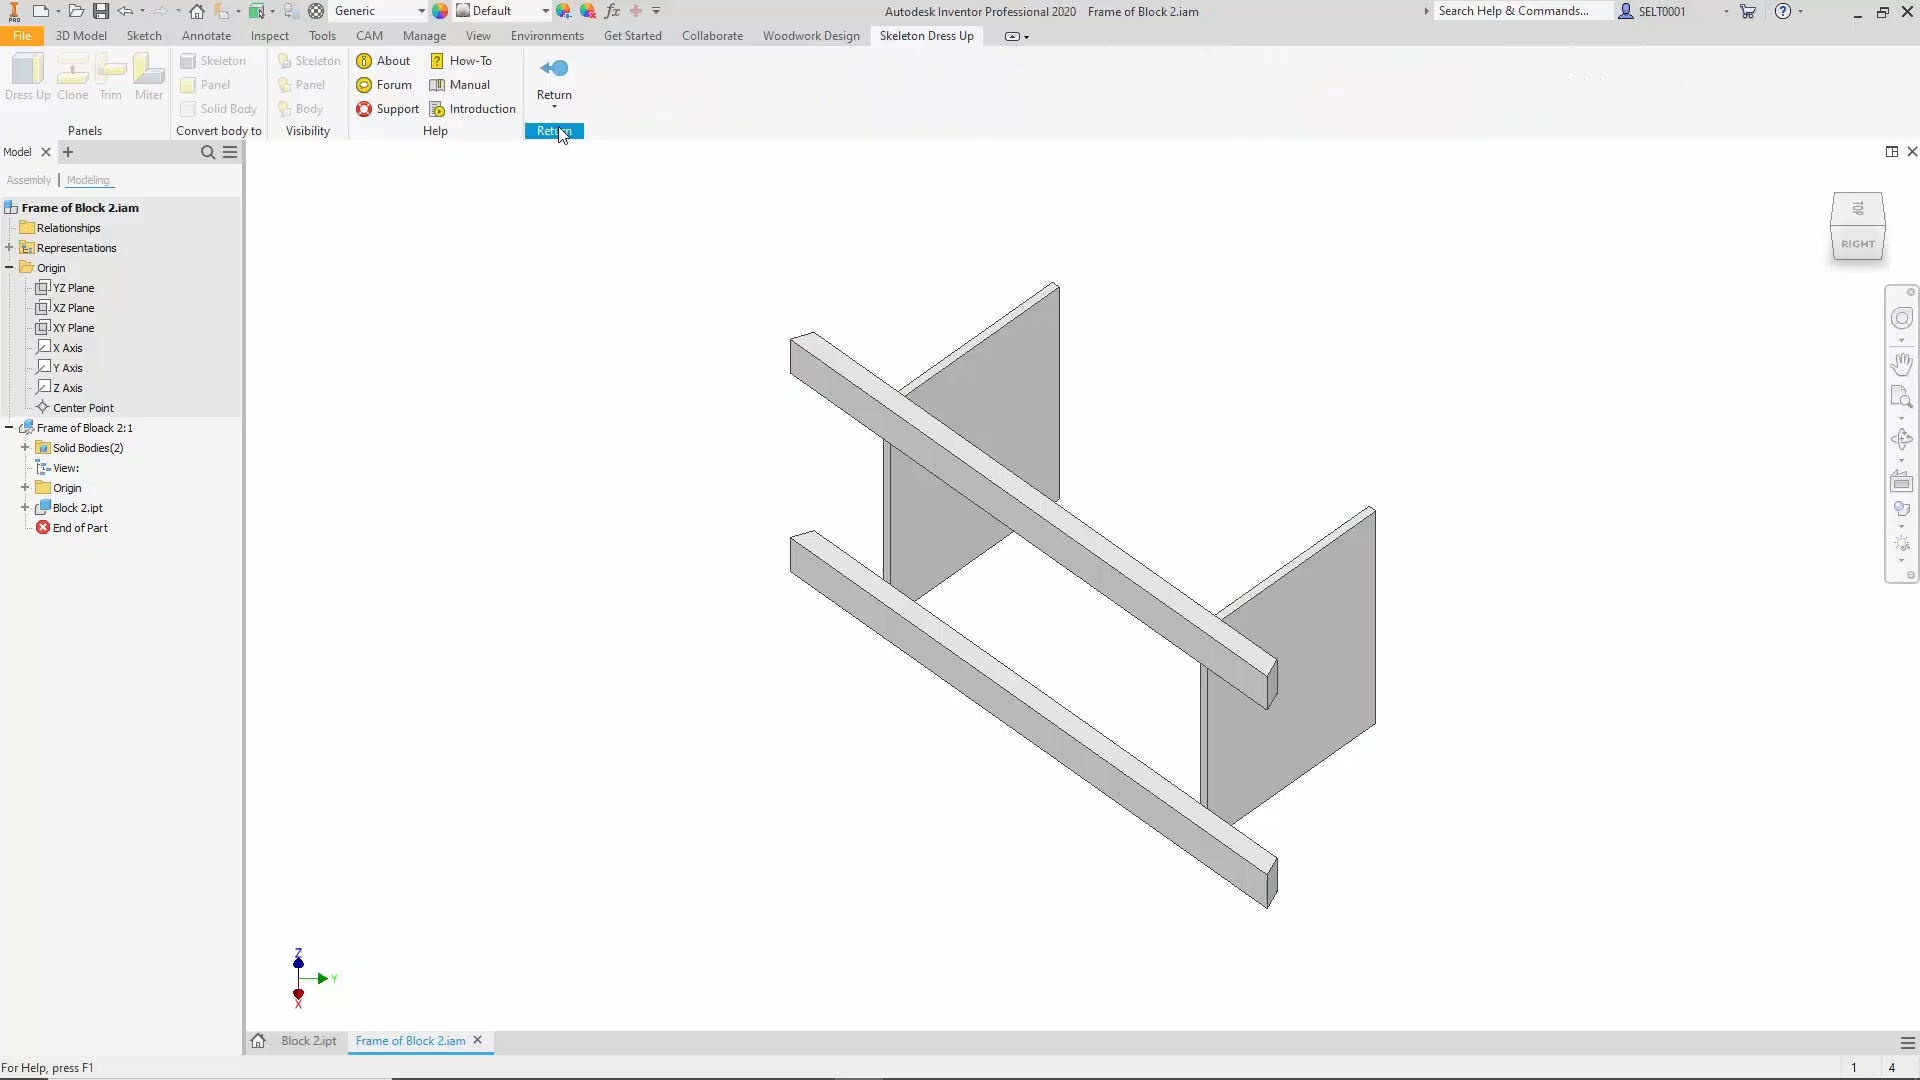 PRO
Generic
Default
fx
Autodesk Inventor Professional 2020 Frame of Block 2.iam
Search Help & Commands...
SELT0001
File
3D Model
Sketch
Annotate
Inspect
Tools
CAM
Manage
View
Environments
Get Started
Collaborate
Woodwork Design
Skeleton Dress Up
Dress Up
Clone
Trim
Miter
Skeleton
Panel
Solid Body
Skeleton
Panel
Body
About
Forum
Support
How-To
Manual
Introduction
Return
Panels
Convert body to
Visibility
Help
Return
Model
Assembly
Modeling
Frame of Block 2.iam
Relationships
Representations
Origin
YZ Plane
XZ Plane
XY Plane
X Axis
Y Axis
Z Axis
Center Point
Frame of Bloack 2:1
Solid Bodies(2)
View:
Origin
Block 2.ipt
End of Part
TOP
RIGHT
Z
Y
X
Block 2.ipt
Frame of Block 2.iam
For Help, press F1
1
4